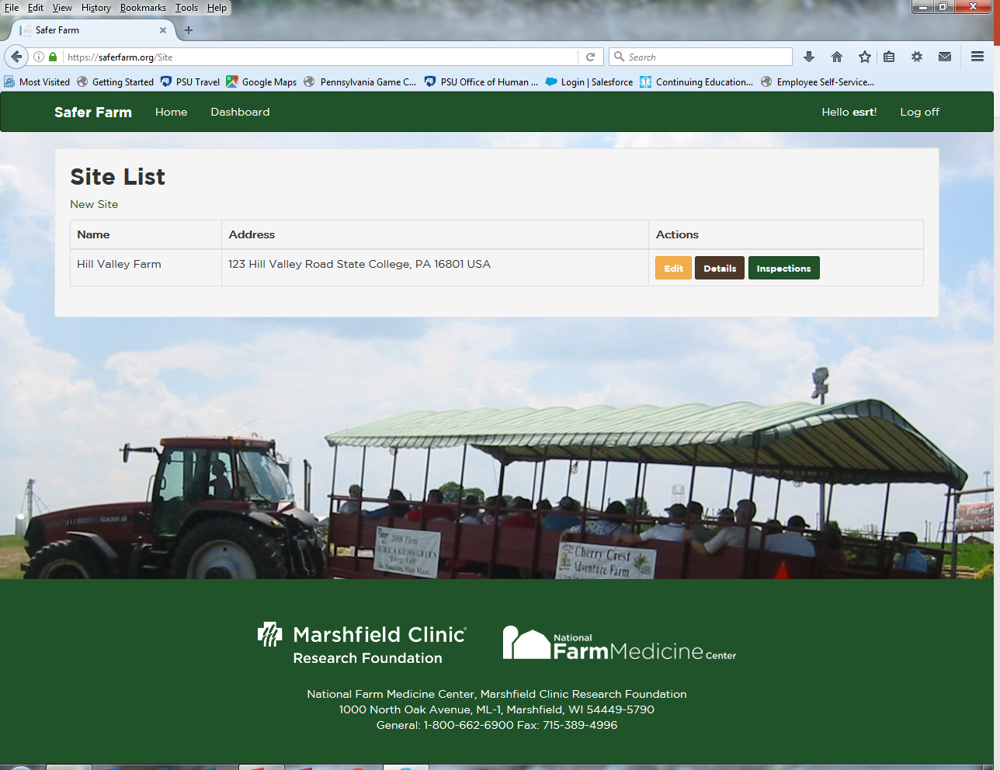 File Edit View History Bookmarks Tools Help
Safer Farm
https://saferfarm.org/Site
Search
Most Visited Getting Started PSU Travel Google Maps Pennsylvania Game C... PSU Office of Human ... Login | Salesforce Continuing Education... Employee Self-Service...
Safer Farm Home Dashboard Hello esrt! Log off
Site List
New Site
Name Address Actions
Hill Valley Farm 123 Hill Valley Road State College, PA 16801 USA Edit Details Inspections
CASE
Cherry Crest
Adventure Farm
Marshfield Clinic
Research Foundation
National
FarmMedicine Center
National Farm Medicine Center, Marshfield Clinic Research Foundation
1000 North Oak Avenue, ML-1, Marshfield, WI 54449-5790
General: 1-800-662-6900 Fax: 715-389-4996